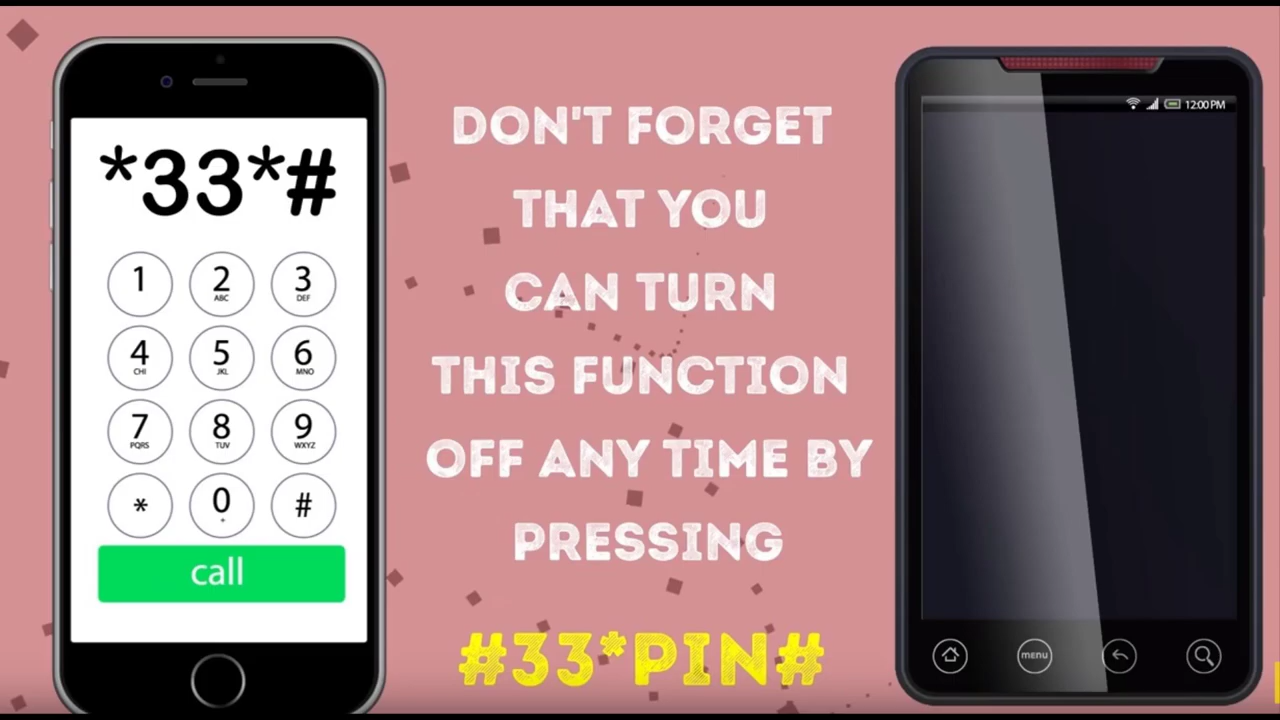 *33*#
1
2
ABC
3
DEF
4
GHI
5
JKL
6
MNO
7
PQRS
8
TUV
9
WXYZ
*
0
+
#
call
DON'T FORGET
THAT YOU
CAN TURN
THIS FUNCTION
OFF ANY TIME BY
PRESSING
#33*PIN#
12:00 PM
MENU